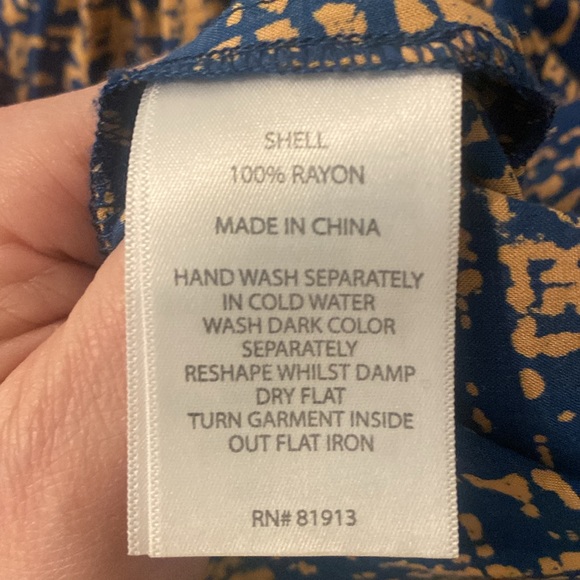 SHELL
100% RAYON
MADE IN CHINA
HAND WASH SEPARATELY
IN COLD WATER
WASH DARK COLOR
SEPARATELY
RESHAPE WHILST DAMP
DRY FLAT
TURN GARMENT INSIDE
OUT FLAT IRON
RN# 81913